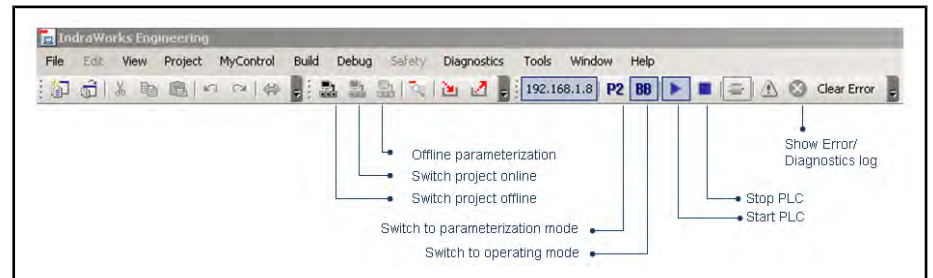 IndraWorks Engineering
File Edit View Project MyControl Build Debug Safety Diagnostics Tools Window Help
192.168.1.8 P2 BB Clear Error
Offline parameterization
Switch project online
Switch project offline
Switch to parameterization mode
Switch to operating mode
Show Error/
Diagnostics log
Stop PLC
Start PLC